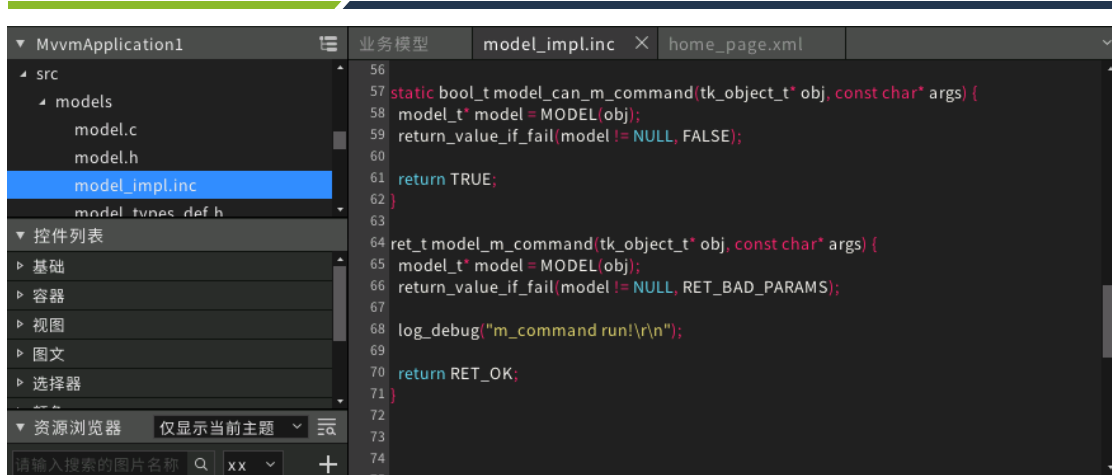 MvvmApplication1
src
models
model.c
model.h
model_impl.inc
model_types_def.h
控件列表
基础
容器
视图
图文
选择器
资源浏览器 仅显示当前主题
请输入搜索的图片名称 xx
业务模型 model_impl.inc × home_page.xml
56
57 static bool_t model_can_m_command(tk_object_t* obj, const char* args) {
58 model_t* model = MODEL(obj);
59 return_value_if_fail(model != NULL, FALSE);
60
61 return TRUE;
62 }
63
64 ret_t model_m_command(tk_object_t* obj, const char* args) {
65 model_t* model = MODEL(obj);
66 return_value_if_fail(model != NULL, RET_BAD_PARAMS);
67
68 log_debug("m_command run!\r\n");
69
70 return RET_OK;
71 }
72
73
74